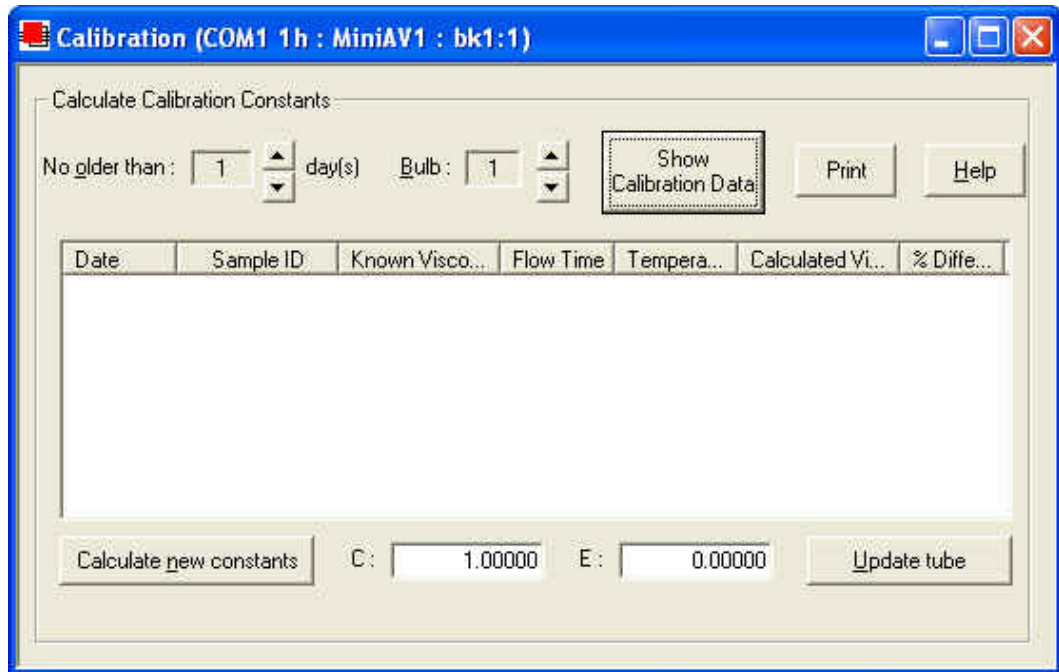 Calibration (COM1 1h : MiniAV1 : bk1:1)
Calculate Calibration Constants
No older than : 1 day(s) Bulb : 1 Show Calibration Data Print Help
Date Sample ID Known Visco... Flow Time Tempera... Calculated Vi... % Diffe...
Calculate new constants C : 1.00000 E : 0.00000 Update tube